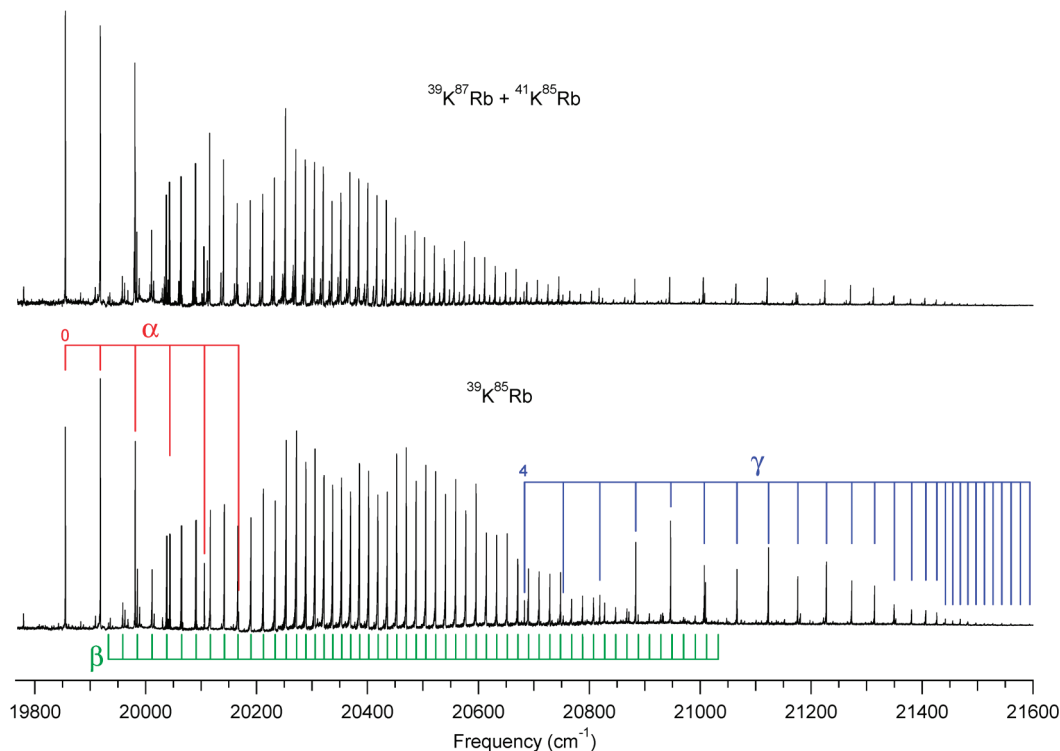 ³⁹K⁸⁷Rb + ⁴¹K⁸⁵Rb
0
α
³⁹K⁸⁵Rb
4
γ
β
19800 20000 20200 20400 20600 20800 21000 21200 21400 21600
Frequency (cm⁻¹)